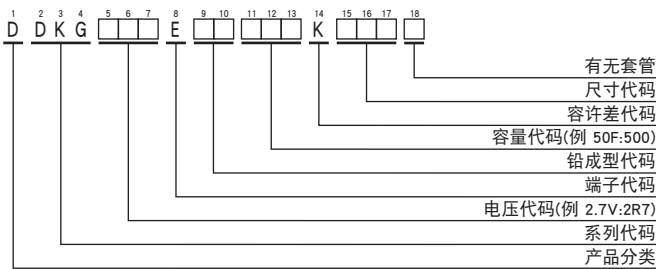 1 2 3 4 5 6 7 8 9 10 11 12 13 14 15 16 17 18
D DKG□□□E□□□□□K□□□□
有无套管
尺寸代码
容许差代码
容量代码(例 50F:500)
铅成型代码
端子代码
电压代码(例 2.7V:2R7)
系列代码
产品分类